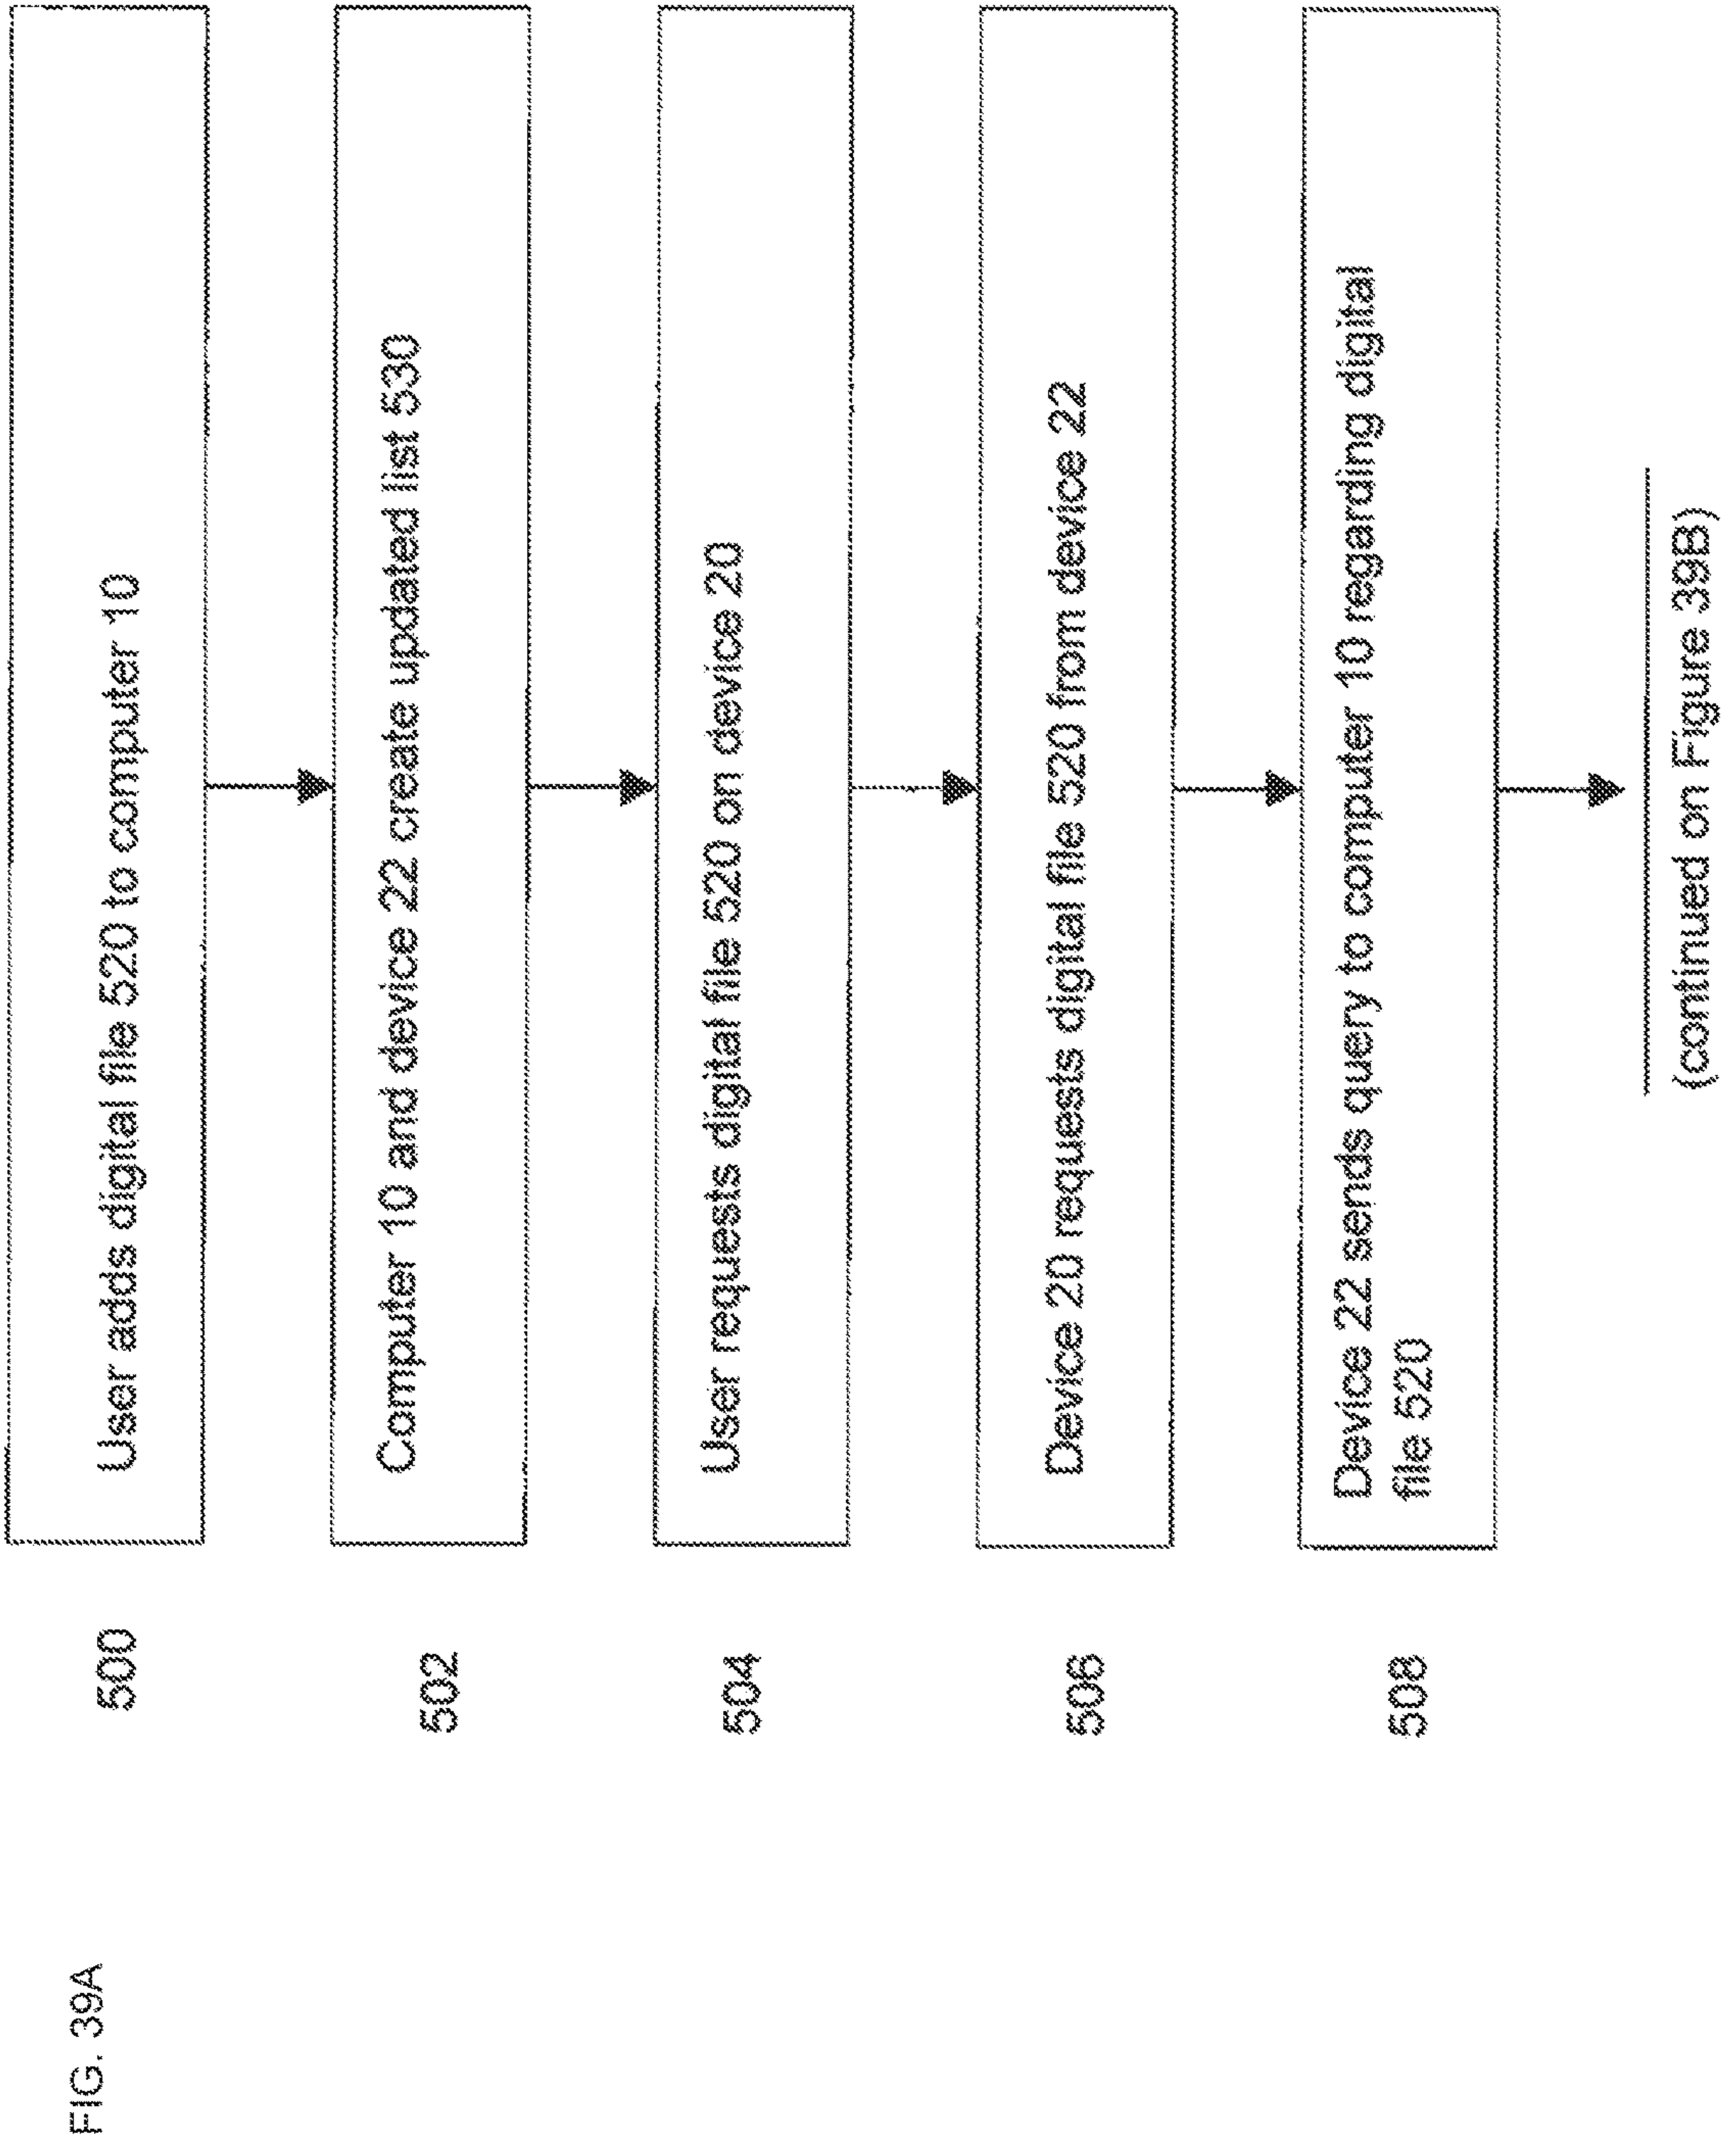 FIG. 39A
500
User adds digital file 520 to computer 10
502
Computer 10 and device 22 create updated list 530
504
User requests digital file 520 on device 20
506
Device 20 requests digital file 520 from device 22
508
Device 22 sends query to computer 10 regarding digital
file 520
(continued on Figure 39B)